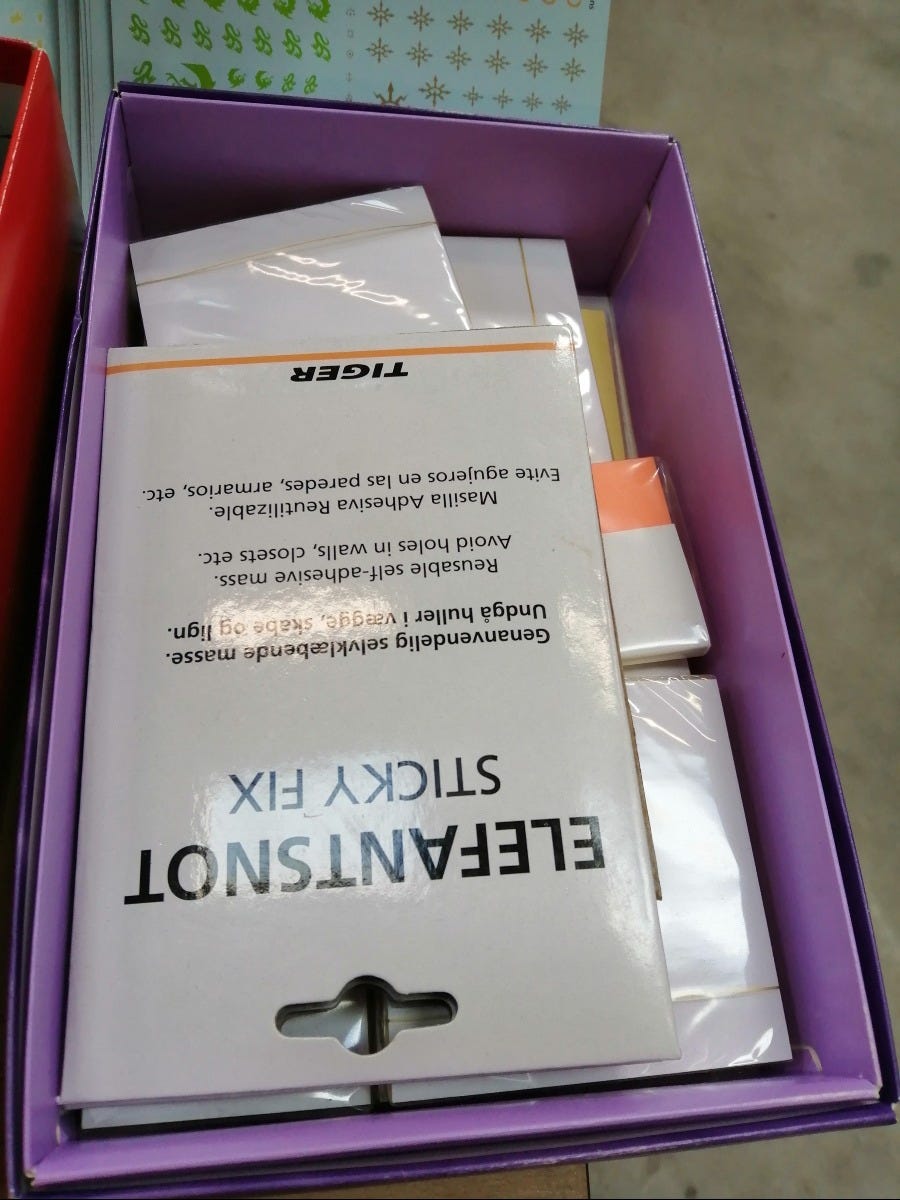 ELEFANTSNOT
STICKY FIX
Genanvendelig selvklæbende masse.
Undgå huller i vægge, skabe og lign.
Reusable self-adhesive mass.
Avoid holes in walls, closets etc.
Masilla Adhesiva Reutilizable.
Evite agujeros en las paredes, armarios, etc.
TIGER